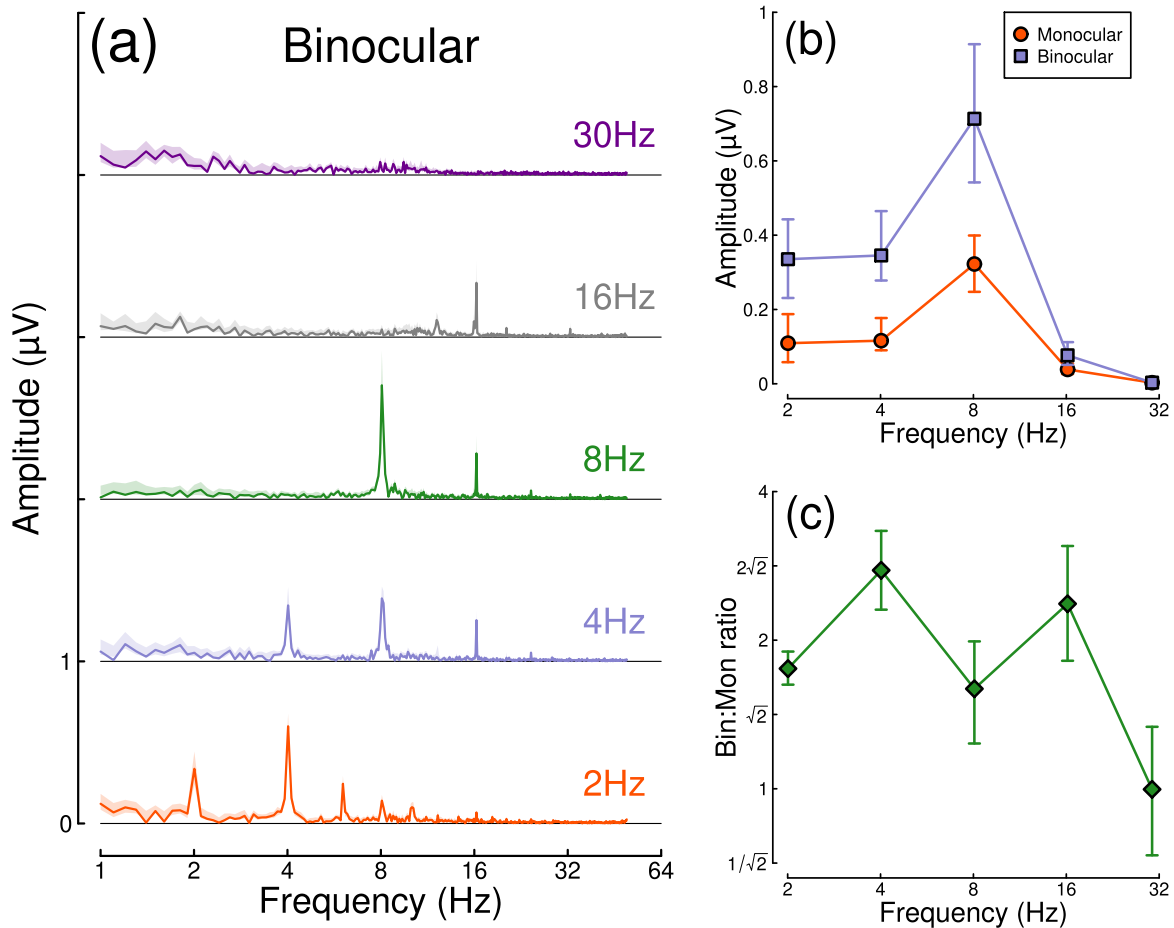 (a)
Binocular
30Hz
16Hz
8Hz
4Hz
2Hz
Amplitude (µV)
1
0
1 2 4 8 16 32 64
Frequency (Hz)
(b)
Monocular
Binocular
Amplitude (µV)
1
0.8
0.6
0.4
0.2
0
2 4 8 16 32
Frequency (Hz)
(c)
Bin:Mon ratio
4
2√2
2
√2
1
1/√2
2 4 8 16 32
Frequency (Hz)